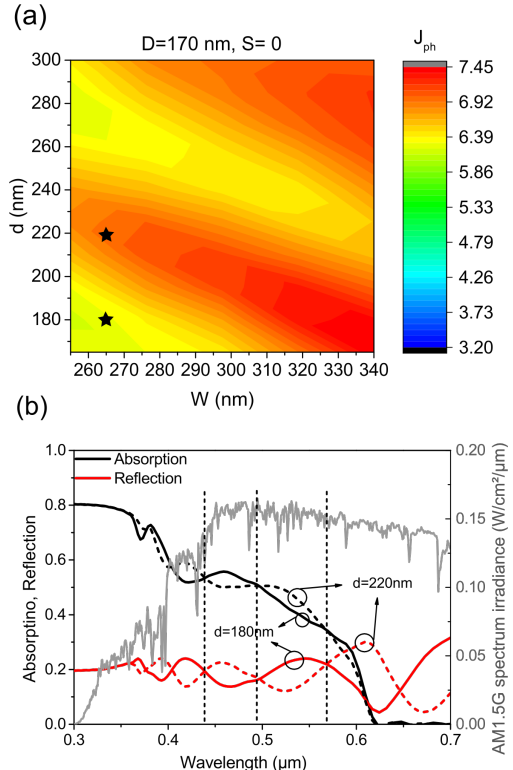 (a)
D=170 nm, S= 0
J_ph
d (nm)
300
280
260
240
220
200
180
260 270 280 290 300 310 320 330 340
W (nm)
7.45
6.92
6.39
5.86
5.33
4.79
4.26
3.73
3.20
(b)
Absorption
Reflection
Absorptino, Reflection
1.0
0.8
0.6
0.4
0.2
0.0
d=220nm
d=180nm
0.3 0.4 0.5 0.6 0.7
Wavelength (μm)
0.20
0.15
0.10
0.05
0.00
AM1.5G spectrum irradiance (W/cm²/μm)